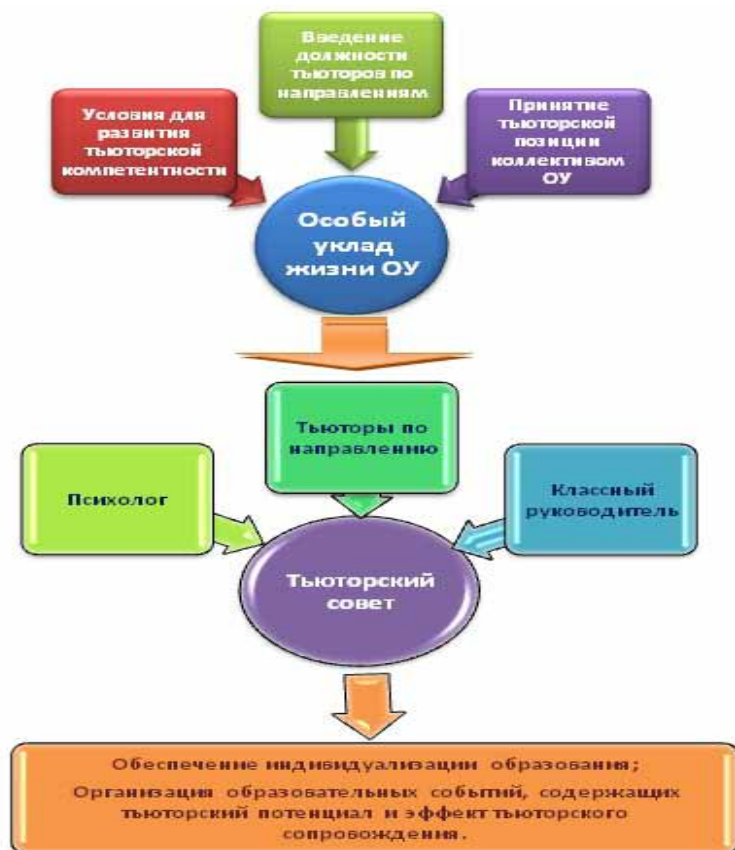 Введение
должности
тьюторов по
направлениям
Условия для
развития
тьюторской
компетентности
Принятие
тьюторской
позиции
коллективом
ОУ
Особый
уклад
жизни ОУ
Тьюторы по
направлению
Психолог
Классный
руководитель
Тьюторский
совет
Обеспечение индивидуализации образования;
Организация образовательных событий, содержащих
тьюторский потенциал и эффект тьюторского
сопровождения.